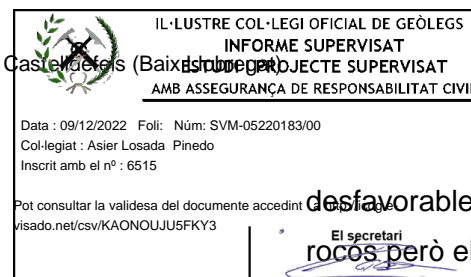 IL·LUSTRE COL·LEGI OFICIAL DE GEÒLEGS
INFORME SUPERVISAT
Castelldefels (Baix Llobregat).
ESTUDI - PROJECTE SUPERVISAT
AMB ASSEGURANÇA DE RESPONSABILITAT CIVIL
Data : 09/12/2022 Foli: Núm: SVM-05220183/00
Col·legiat : Asier Losada Pinedo
Inscrit amb el nº : 6515
Pot consultar la validesa del documente accedint a
desfavorable
visado.net/csv/KAONOUJU5FKY3
El secretari
rocós però el